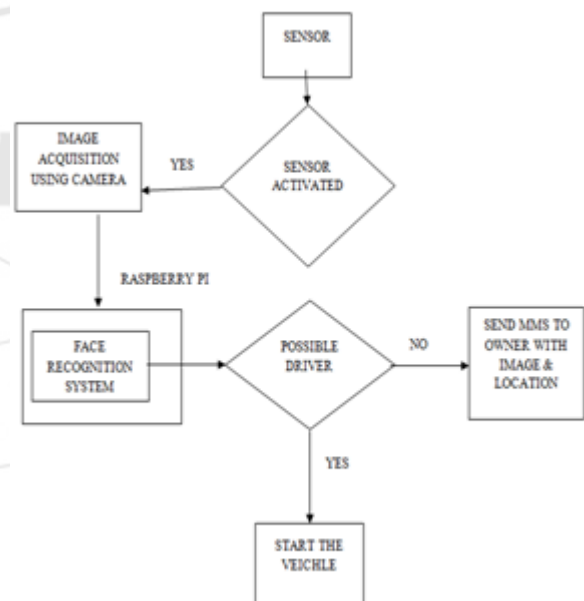 SENSOR
SENSOR
ACTIVATED
YES
IMAGE
ACQUISITION
USING CAMERA
RASPBERRY PI
FACE
RECOGNITION
SYSTEM
POSSIBLE
DRIVER
NO
SEND MMS TO
OWNER WITH
IMAGE &
LOCATION
YES
START THE
VEICHLE